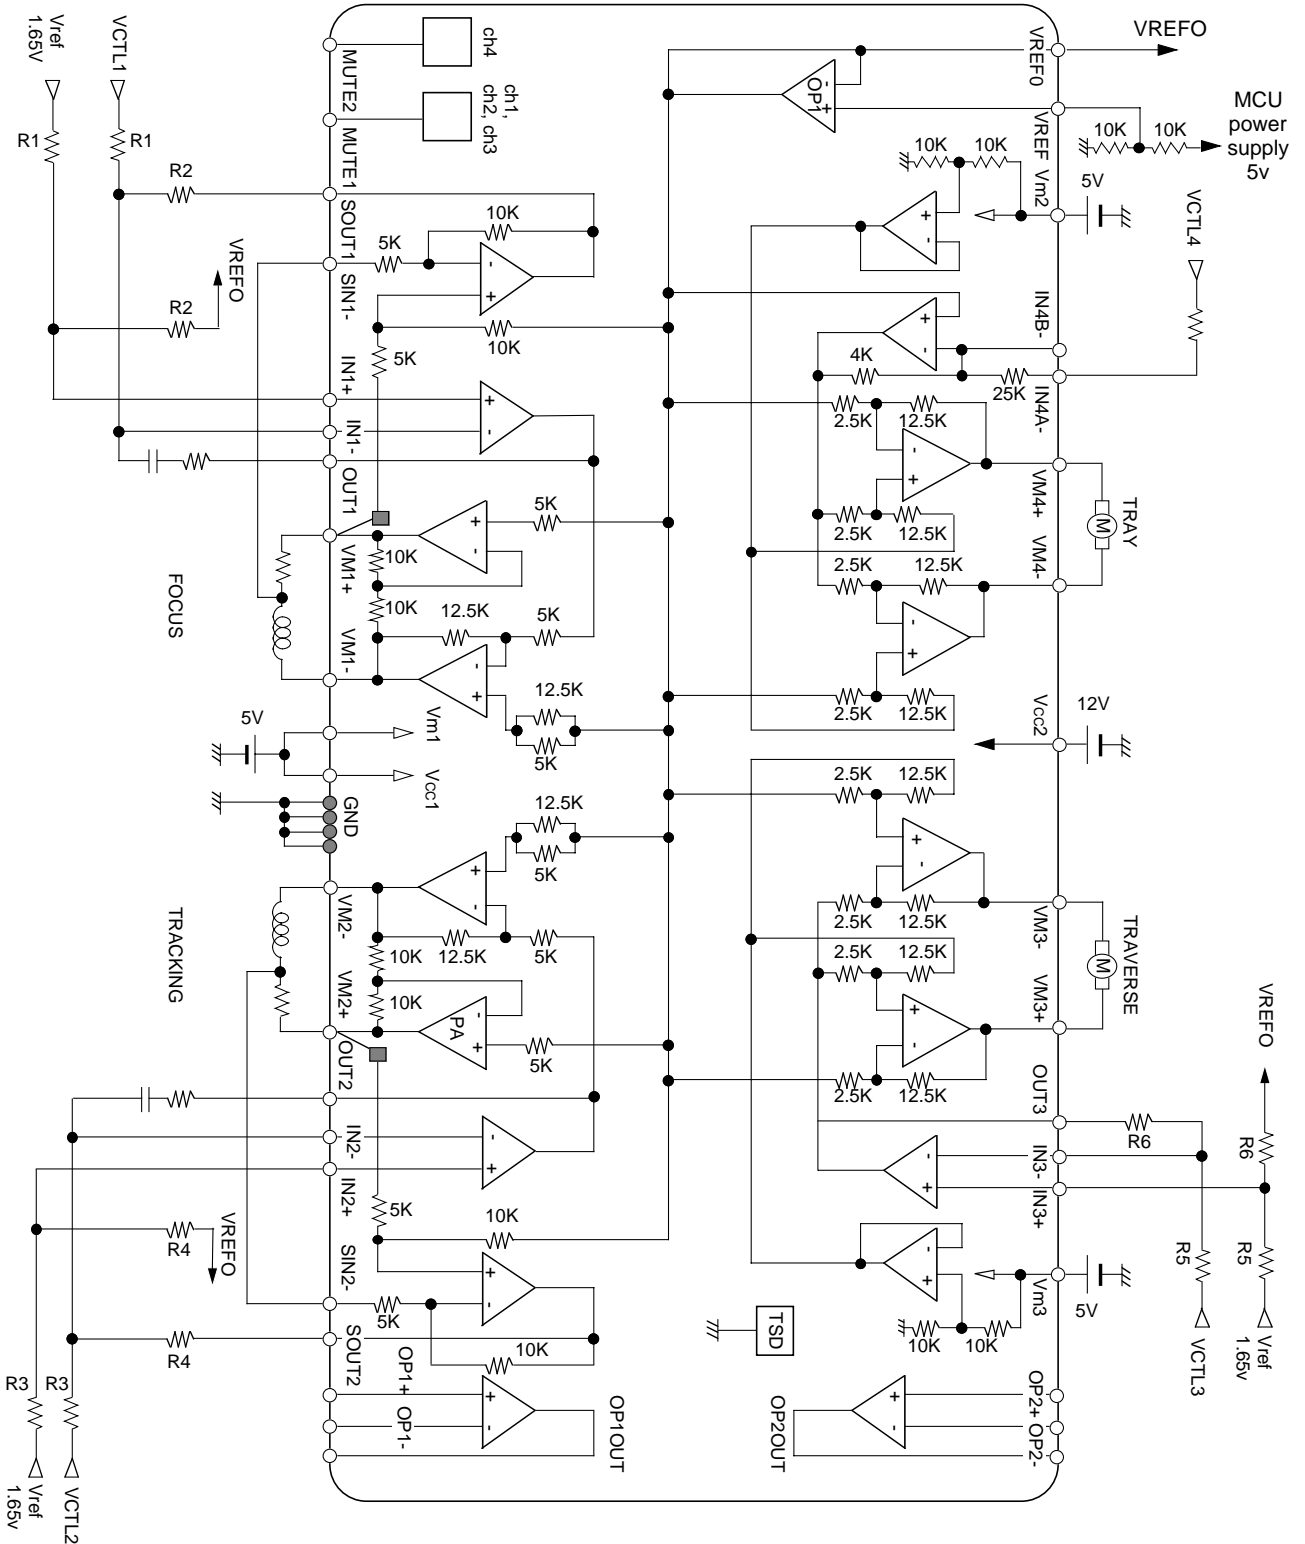 Vref
1.65V
VCTL1
ch4
ch1,
ch2, ch3
MUTE2
MUTE1
VREFO
VREF0
VREF
OP1
-
+
MCU
power
supply
5v
10K
10K
10K
10K
5V
Vm2
+
-
VCTL4
R1
R1
R2
R2
VREFO
SOUT1
SIN1-
5K
10K
-
+
10K
5K
IN1+
IN1-
OUT1
+
-
IN4B-
IN4A-
+
-
4K
25K
2.5K
12.5K
-
+
2.5K
12.5K
VM4+
VM4-
TRAY
M
2.5K
12.5K
-
+
2.5K
12.5K
5K
+
-
10K
10K
VM1+
VM1-
FOCUS
12.5K
5K
-
+
12.5K
5K
5V
Vm1
Vcc1
GND
Vcc2
12V
2.5K
12.5K
+
-
2.5K
12.5K
VM3-
VM3+
TRAVERSE
M
2.5K
12.5K
+
-
2.5K
12.5K
12.5K
5K
+
-
12.5K
5K
10K
10K
VM2-
VM2+
TRACKING
PA
-
+
5K
OUT2
IN2-
IN2+
-
+
5K
10K
OUT3
IN3-
IN3+
-
+
R6
R6
VREFO
R5
R5
VCTL3
Vref
1.65v
R4
VREFO
SIN2-
SOUT2
+
-
5K
10K
R4
R3
R3
Vref
1.65v
VCTL2
-
+
Vm3
5V
10K
10K
TSD
OP1+
OP1-
+
-
OP1OUT
OP2OUT
+
-
OP2+
OP2-